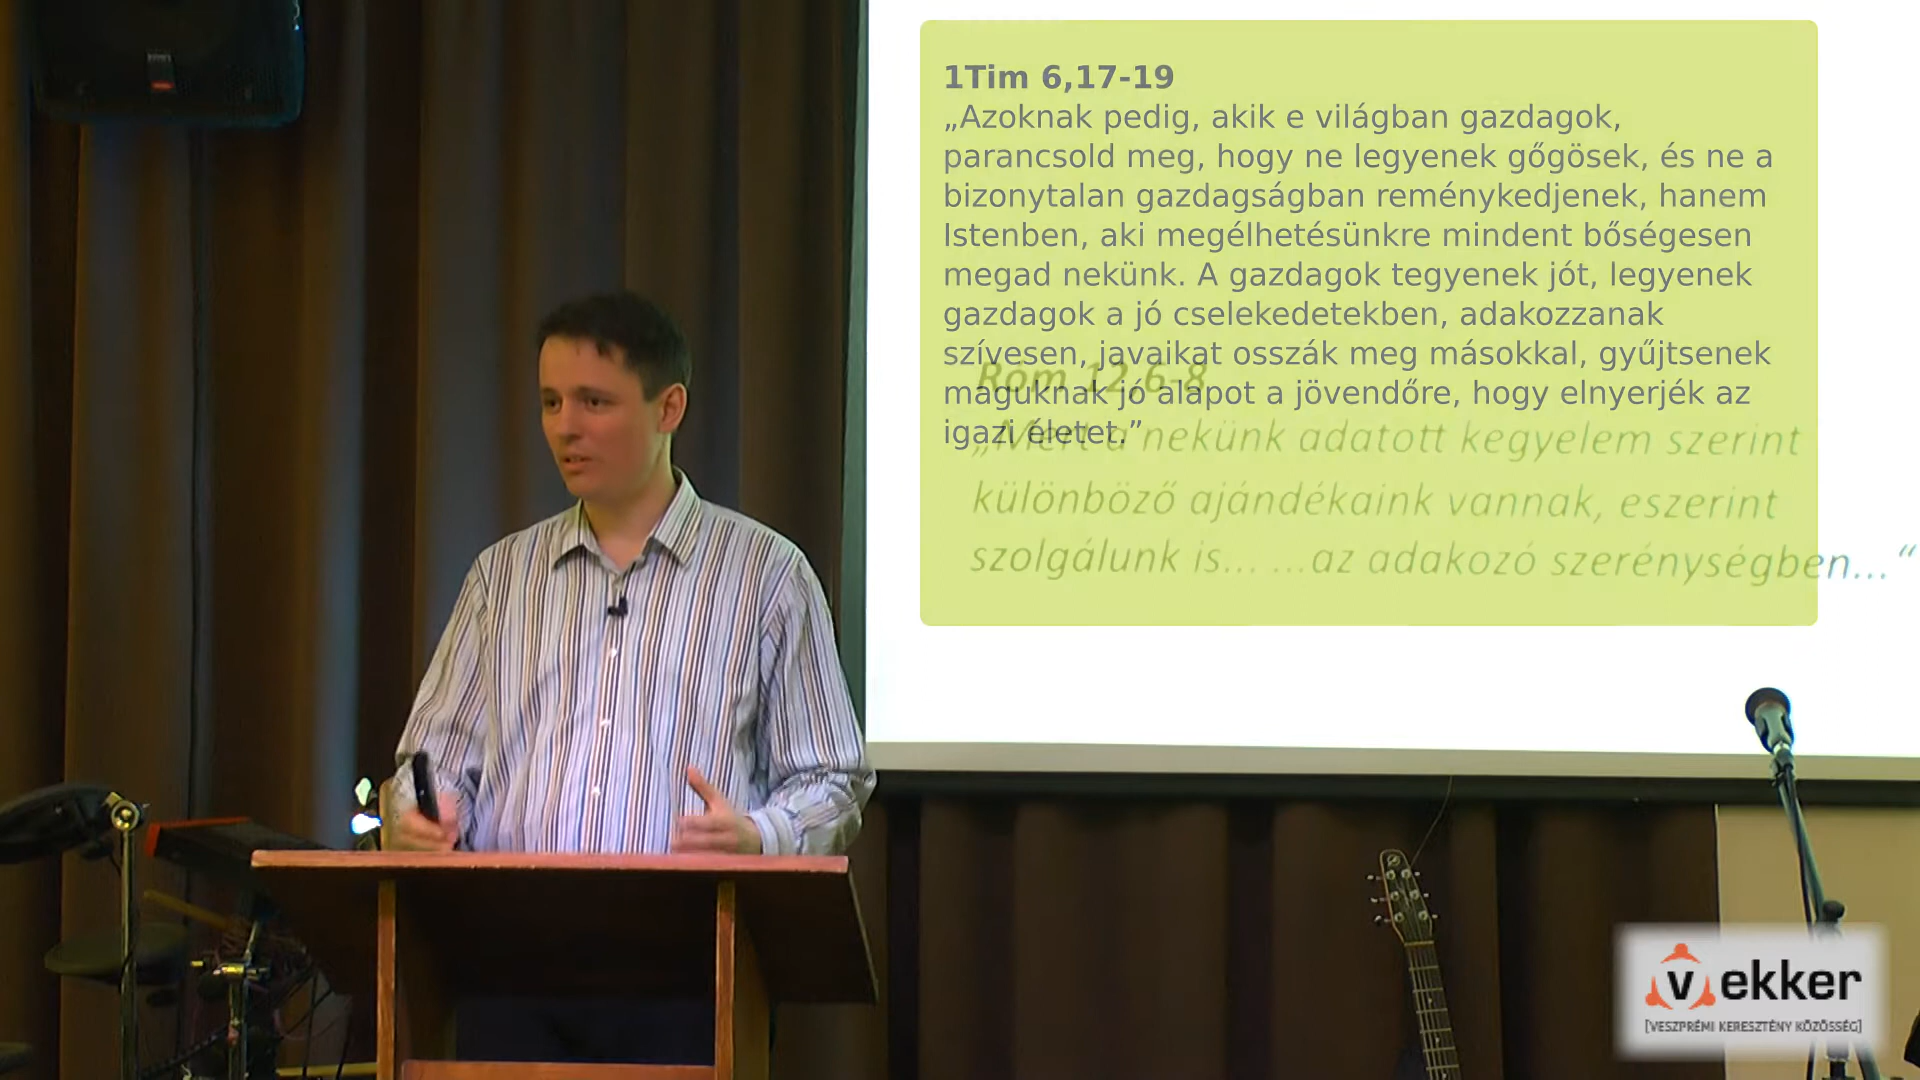 1Tim 6,17-19
„Azoknak pedig, akik e világban gazdagok,
parancsold meg, hogy ne legyenek gőgösek, és ne a
bizonytalan gazdagságban reménykedjenek, hanem
Istenben, aki megélhetésünkre mindent bőségesen
megad nekünk. A gazdagok tegyenek jót, legyenek
gazdagok a jó cselekedetekben, adakozzanak
szívesen, javaikat osszák meg másokkal, gyűjtsenek
maguknak jó alapot a jövendőre, hogy elnyerjék az
igazi életet.”
Róm 12,6-8
„Mert a nekünk adatott kegyelem szerint
különböző ajándékaink vannak, eszerint
szolgálunk is... ...az adakozó szerénységben...“
vekker
[VESZPRÉMI KERESZTÉNY KÖZÖSSÉG]